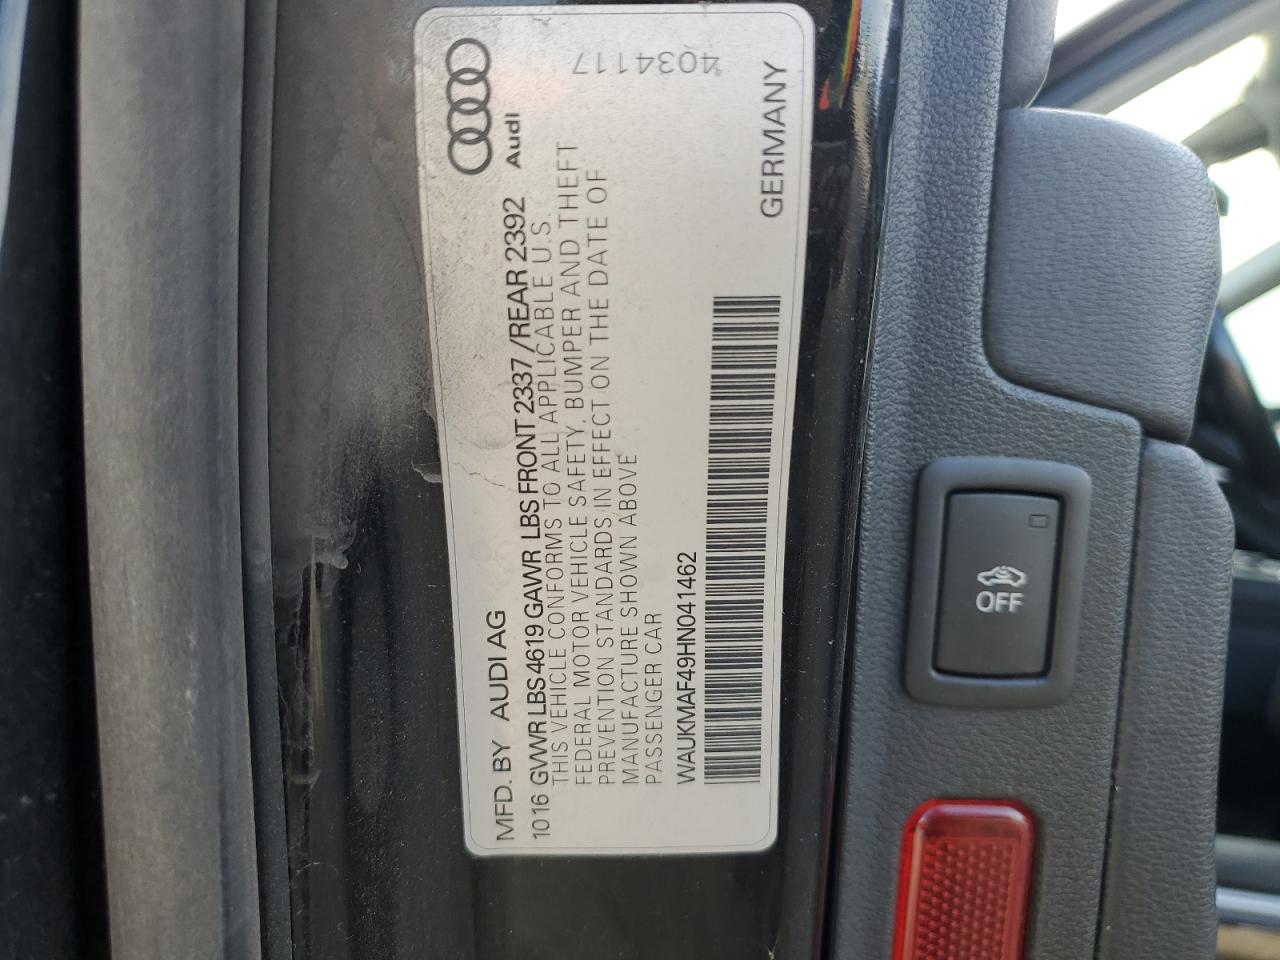 Audi
4034117
MFD. BY AUDI AG
1016 GVWR LBS 4619 GAWR LBS FRONT 2337 /REAR 2392
THIS VEHICLE CONFORMS TO ALL APPLICABLE U.S.
FEDERAL MOTOR VEHICLE SAFETY, BUMPER AND THEFT
PREVENTION STANDARDS IN EFFECT ON THE DATE OF
MANUFACTURE SHOWN ABOVE
PASSENGER CAR
WAUKMAF49HN041462
GERMANY
OFF